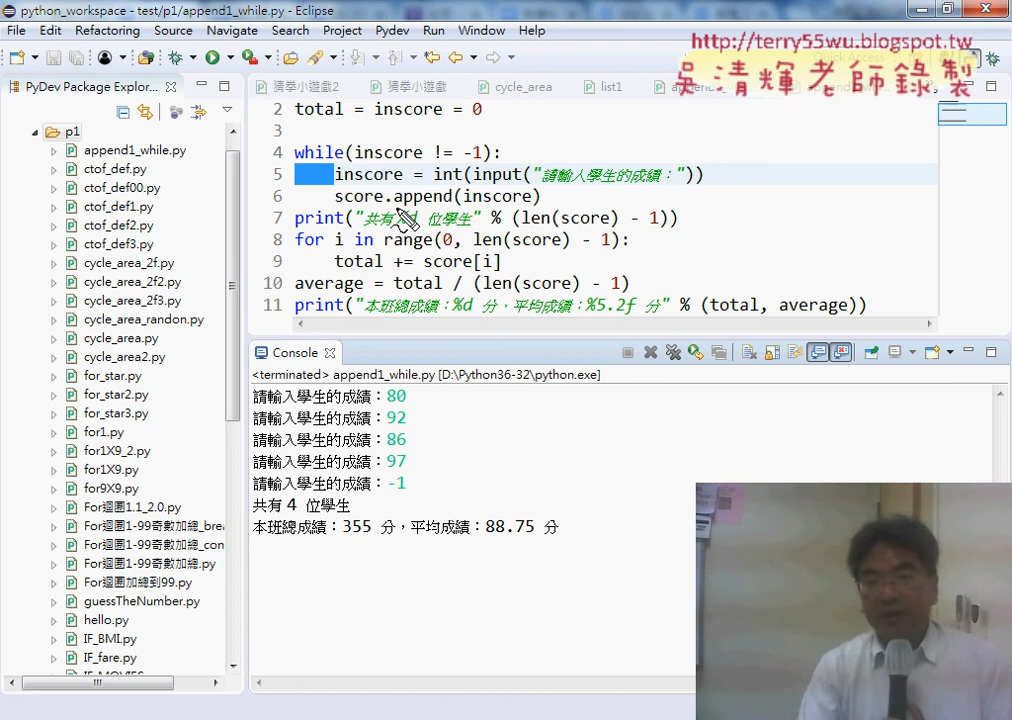 python_workspace - test/p1/append1_while.py - Eclipse
File Edit Refactoring Source Navigate Search Project Pydev Run Window Help
http://terry55wu.blogspot.tw
吳清輝老師錄製
PyDev Package Explor...
猜學小遊戲2 猜學小遊戲 cycle_area list1
p1
append1_while.py
ctof_def.py
ctof_def00.py
ctof_def1.py
ctof_def2.py
ctof_def3.py
cycle_area_2f.py
cycle_area_2f2.py
cycle_area_2f3.py
cycle_area_randon.py
cycle_area.py
cycle_area2.py
for_star.py
for_star2.py
for_star3.py
for1.py
for1X9_2.py
for1X9.py
for9X9.py
For迴圈1.1_2.0.py
For迴圈1-99奇數加總_brea
For迴圈1-99奇數加總_con
For迴圈1-99奇數加總.py
For迴圈加總到99.py
guessTheNumber.py
hello.py
IF_BMI.py
IF_fare.py
IF_MOVIES
2 total = inscore = 0
3
4 while(inscore != -1):
5 inscore = int(input("請輸入學生的成績："))
6 score.append(inscore)
7 print("共有%d 位學生" % (len(score) - 1))
8 for i in range(0, len(score) - 1):
9 total += score[i]
10 average = total / (len(score) - 1)
11 print("本班總成績：%d 分，平均成績：%5.2f 分" % (total, average))
Console
<terminated> append1_while.py [D:\Python36-32\python.exe]
請輸入學生的成績：80
請輸入學生的成績：92
請輸入學生的成績：86
請輸入學生的成績：97
請輸入學生的成績：-1
共有 4 位學生
本班總成績：355 分，平均成績：88.75 分